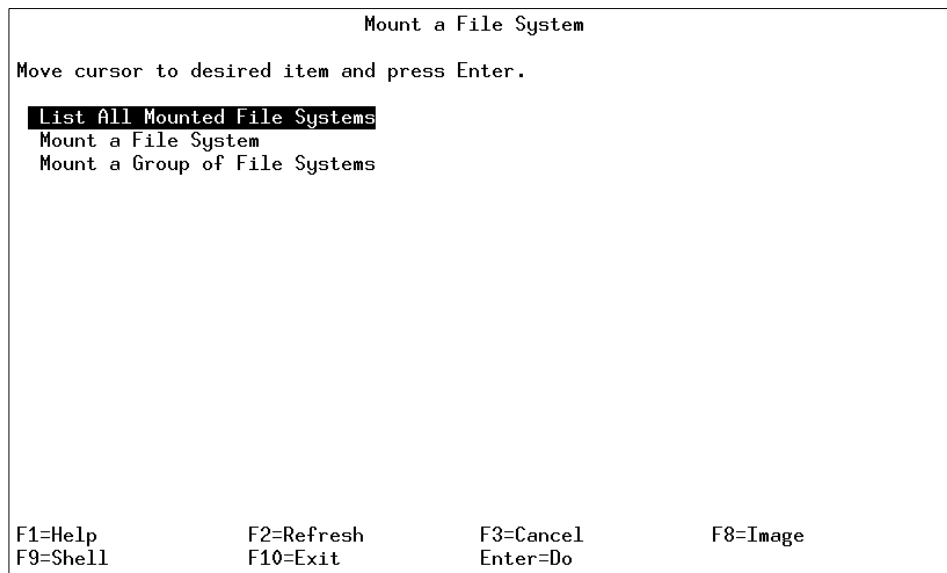 Mount a File System
Move cursor to desired item and press Enter.
List All Mounted File Systems
Mount a File System
Mount a Group of File Systems
F1=Help F2=Refresh F3=Cancel F8=Image
F9=Shell F10=Exit Enter=Do